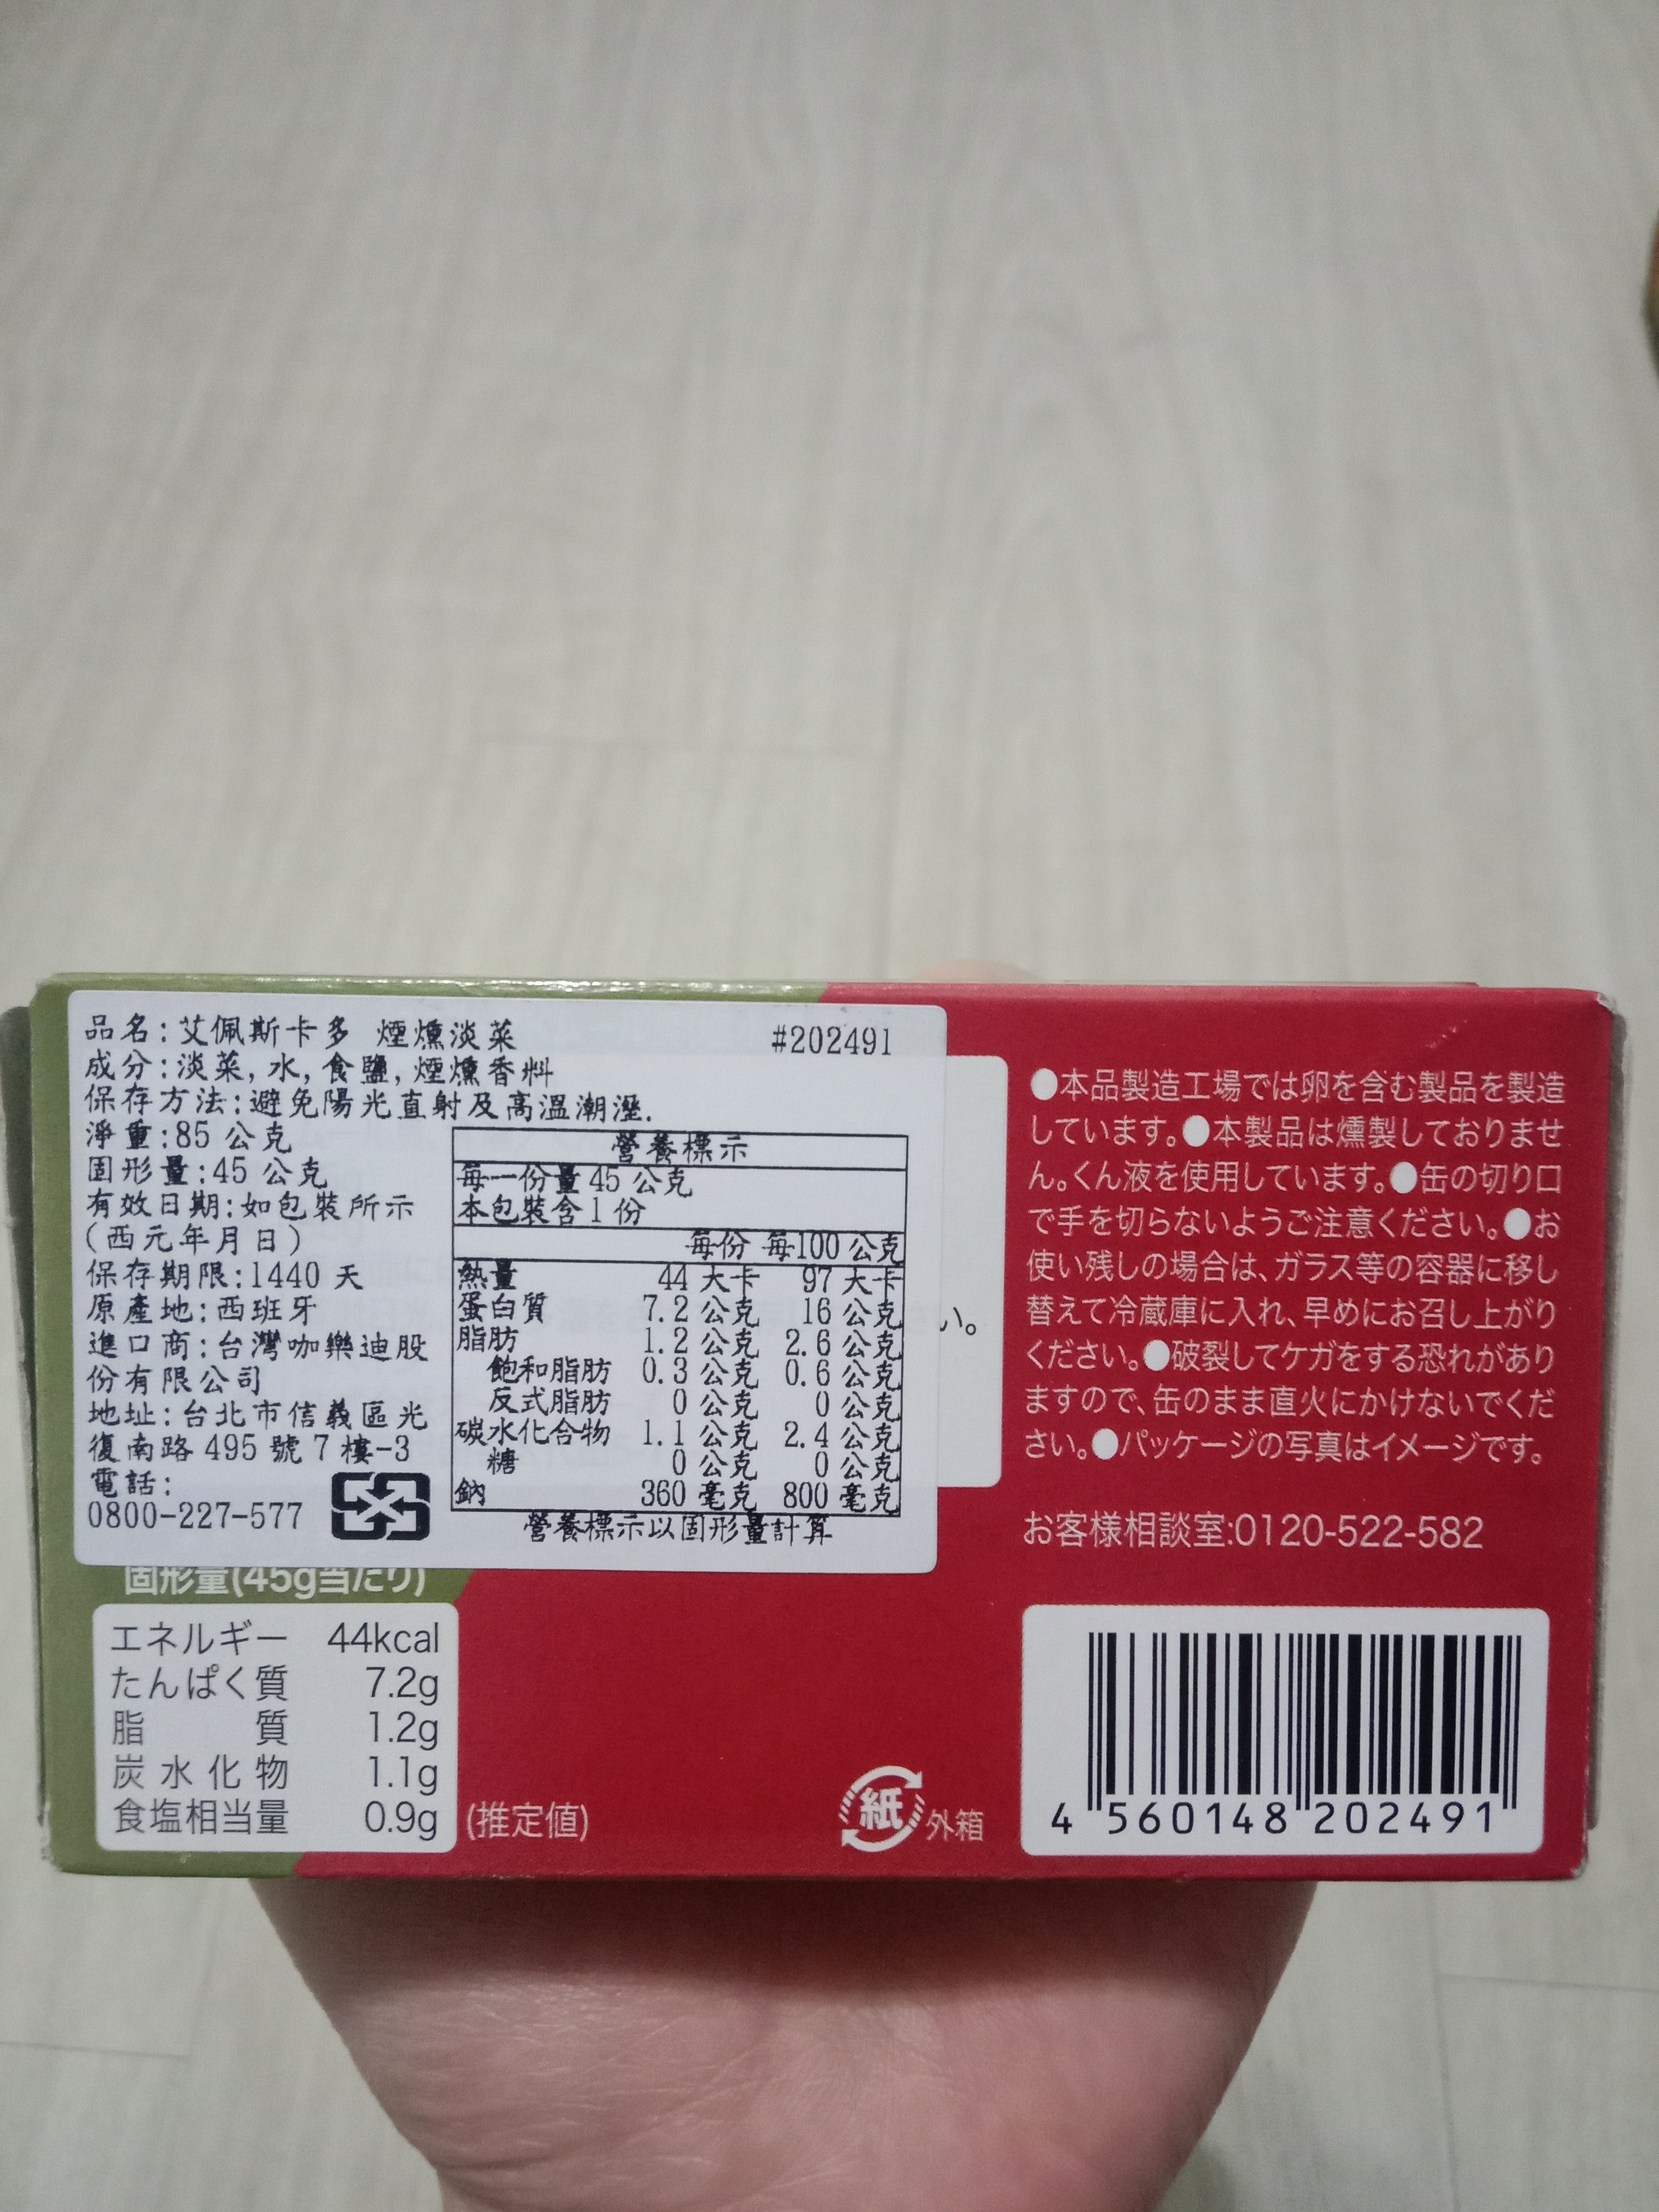 品名:艾佩斯卡多 煙燻淡菜 #202491
成分:淡菜,水,食鹽,煙燻香料
保存方法:避免陽光直射及高溫潮溼.
淨重:85 公克
固形量:45 公克
有效日期:如包裝所示
(西元年月日)
保存期限:1440 天
原產地:西班牙
進口商:台灣咖樂迪股
份有限公司
地址:台北市信義區光
復南路 495 號 7 樓-3
電話:
0800-227-577
營養標示
每一份量 45 公克
本包裝含 1 份
每份 每100 公克
熱量 44 大卡 97 大卡
蛋白質 7.2 公克 16 公克
脂肪 1.2 公克 2.6 公克
飽和脂肪 0.3 公克 0.6 公克
反式脂肪 0 公克 0 公克
碳水化合物 1.1 公克 2.4 公克
糖 0 公克 0 公克
鈉 360 毫克 800 毫克
營養標示以固形量計算
い。
固形量(45g当たり)
エネルギー 44kcal
たんぱく質 7.2g
脂質 1.2g
炭水化物 1.1g
食塩相当量 0.9g (推定値)
紙 外箱
●本品製造工場では卵を含む製品を製造
しています。●本製品は燻製しておりませ
ん。くん液を使用しています。●缶の切り口
で手を切らないようご注意ください。●お
使い残しの場合は、ガラス等の容器に移し
替えて冷蔵庫に入れ、早めにお召し上がり
ください。●破裂してケガをする恐れがあり
ますので、缶のまま直火にかけないでくだ
さい。●パッケージの写真はイメージです。
お客様相談室:0120-522-582
4 560148 202491